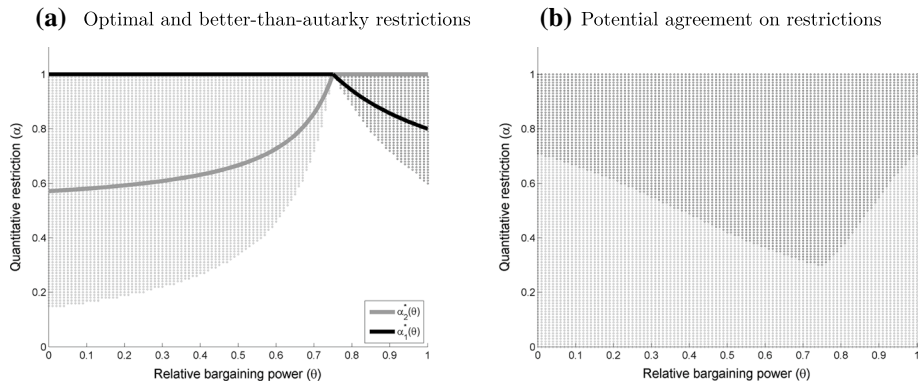 (a) Optimal and better-than-autarky restrictions
Quantitative restriction (α)
1
0.8
0.6
0.4
0.2
0
0 0.1 0.2 0.3 0.4 0.5 0.6 0.7 0.8 0.9 1
Relative bargaining power (θ)
α*2(θ)
α*1(θ)
(b) Potential agreement on restrictions
Quantitative restriction (α)
1
0.8
0.6
0.4
0.2
0
0 0.1 0.2 0.3 0.4 0.5 0.6 0.7 0.8 0.9 1
Relative bargaining power (θ)